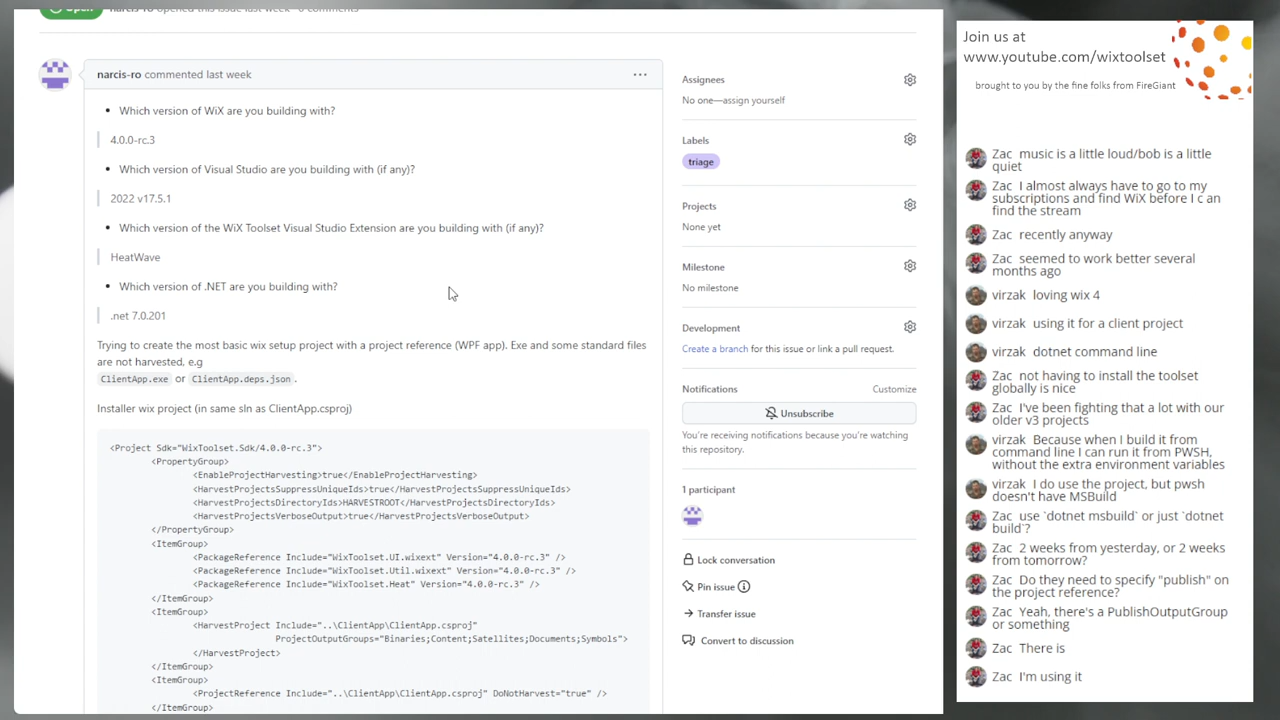 Open narcis-ro opened this issue last week · 0 comments
narcis-ro commented last week
• Which version of WiX are you building with?
4.0.0-rc.3
• Which version of Visual Studio are you building with (if any)?
2022 v17.5.1
• Which version of the WiX Toolset Visual Studio Extension are you building with (if any)?
HeatWave
• Which version of .NET are you building with?
.net 7.0.201
Trying to create the most basic wix setup project with a project reference (WPF app). Exe and some standard files
are not harvested, e.g
ClientApp.exe or ClientApp.deps.json .
Installer wix project (in same sln as ClientApp.csproj)
<Project Sdk="WixToolset.Sdk/4.0.0-rc.3">
<PropertyGroup>
<EnableProjectHarvesting>true</EnableProjectHarvesting>
<HarvestProjectsSuppressUniqueIds>true</HarvestProjectsSuppressUniqueIds>
<HarvestProjectsDirectoryIds>HARVESTROOT</HarvestProjectsDirectoryIds>
<HarvestProjectsVerboseOutput>true</HarvestProjectsVerboseOutput>
</PropertyGroup>
<ItemGroup>
<PackageReference Include="WixToolset.UI.wixext" Version="4.0.0-rc.3" />
<PackageReference Include="WixToolset.Util.wixext" Version="4.0.0-rc.3" />
<PackageReference Include="WixToolset.Heat" Version="4.0.0-rc.3" />
</ItemGroup>
<ItemGroup>
<HarvestProject Include="..\ClientApp\ClientApp.csproj"
ProjectOutputGroups="Binaries;Content;Satellites;Documents;Symbols">
</HarvestProject>
</ItemGroup>
<ItemGroup>
<ProjectReference Include="..\ClientApp\ClientApp.csproj" DoNotHarvest="true" />
</ItemGroup>
Assignees
No one—assign yourself
Labels
triage
Projects
None yet
Milestone
No milestone
Development
Create a branch for this issue or link a pull request.
Notifications Customize
Unsubscribe
You're receiving notifications because you're watching
this repository.
1 participant
Lock conversation
Pin issue
Transfer issue
Convert to discussion
Join us at
www.youtube.com/wixtoolset
brought to you by the fine folks from FireGiant
Zac music is a little loud/bob is a little
quiet
Zac I almost always have to go to my
subscriptions and find WiX before I c an
find the stream
Zac recently anyway
Zac seemed to work better several
months ago
virzak loving wix 4
virzak using it for a client project
virzak dotnet command line
Zac not having to install the toolset
globally is nice
Zac I've been fighting that a lot with our
older v3 projects
virzak Because when I build it from
command line I can run it from PWSH,
without the extra environment variables
virzak I do use the project, but pwsh
doesn't have MSBuild
Zac use `dotnet msbuild` or just `dotnet
build`?
Zac 2 weeks from yesterday, or 2 weeks
from tomorrow?
Zac Do they need to specify "publish" on
the project reference?
Zac Yeah, there's a PublishOutputGroup
or something
Zac There is
Zac I'm using it